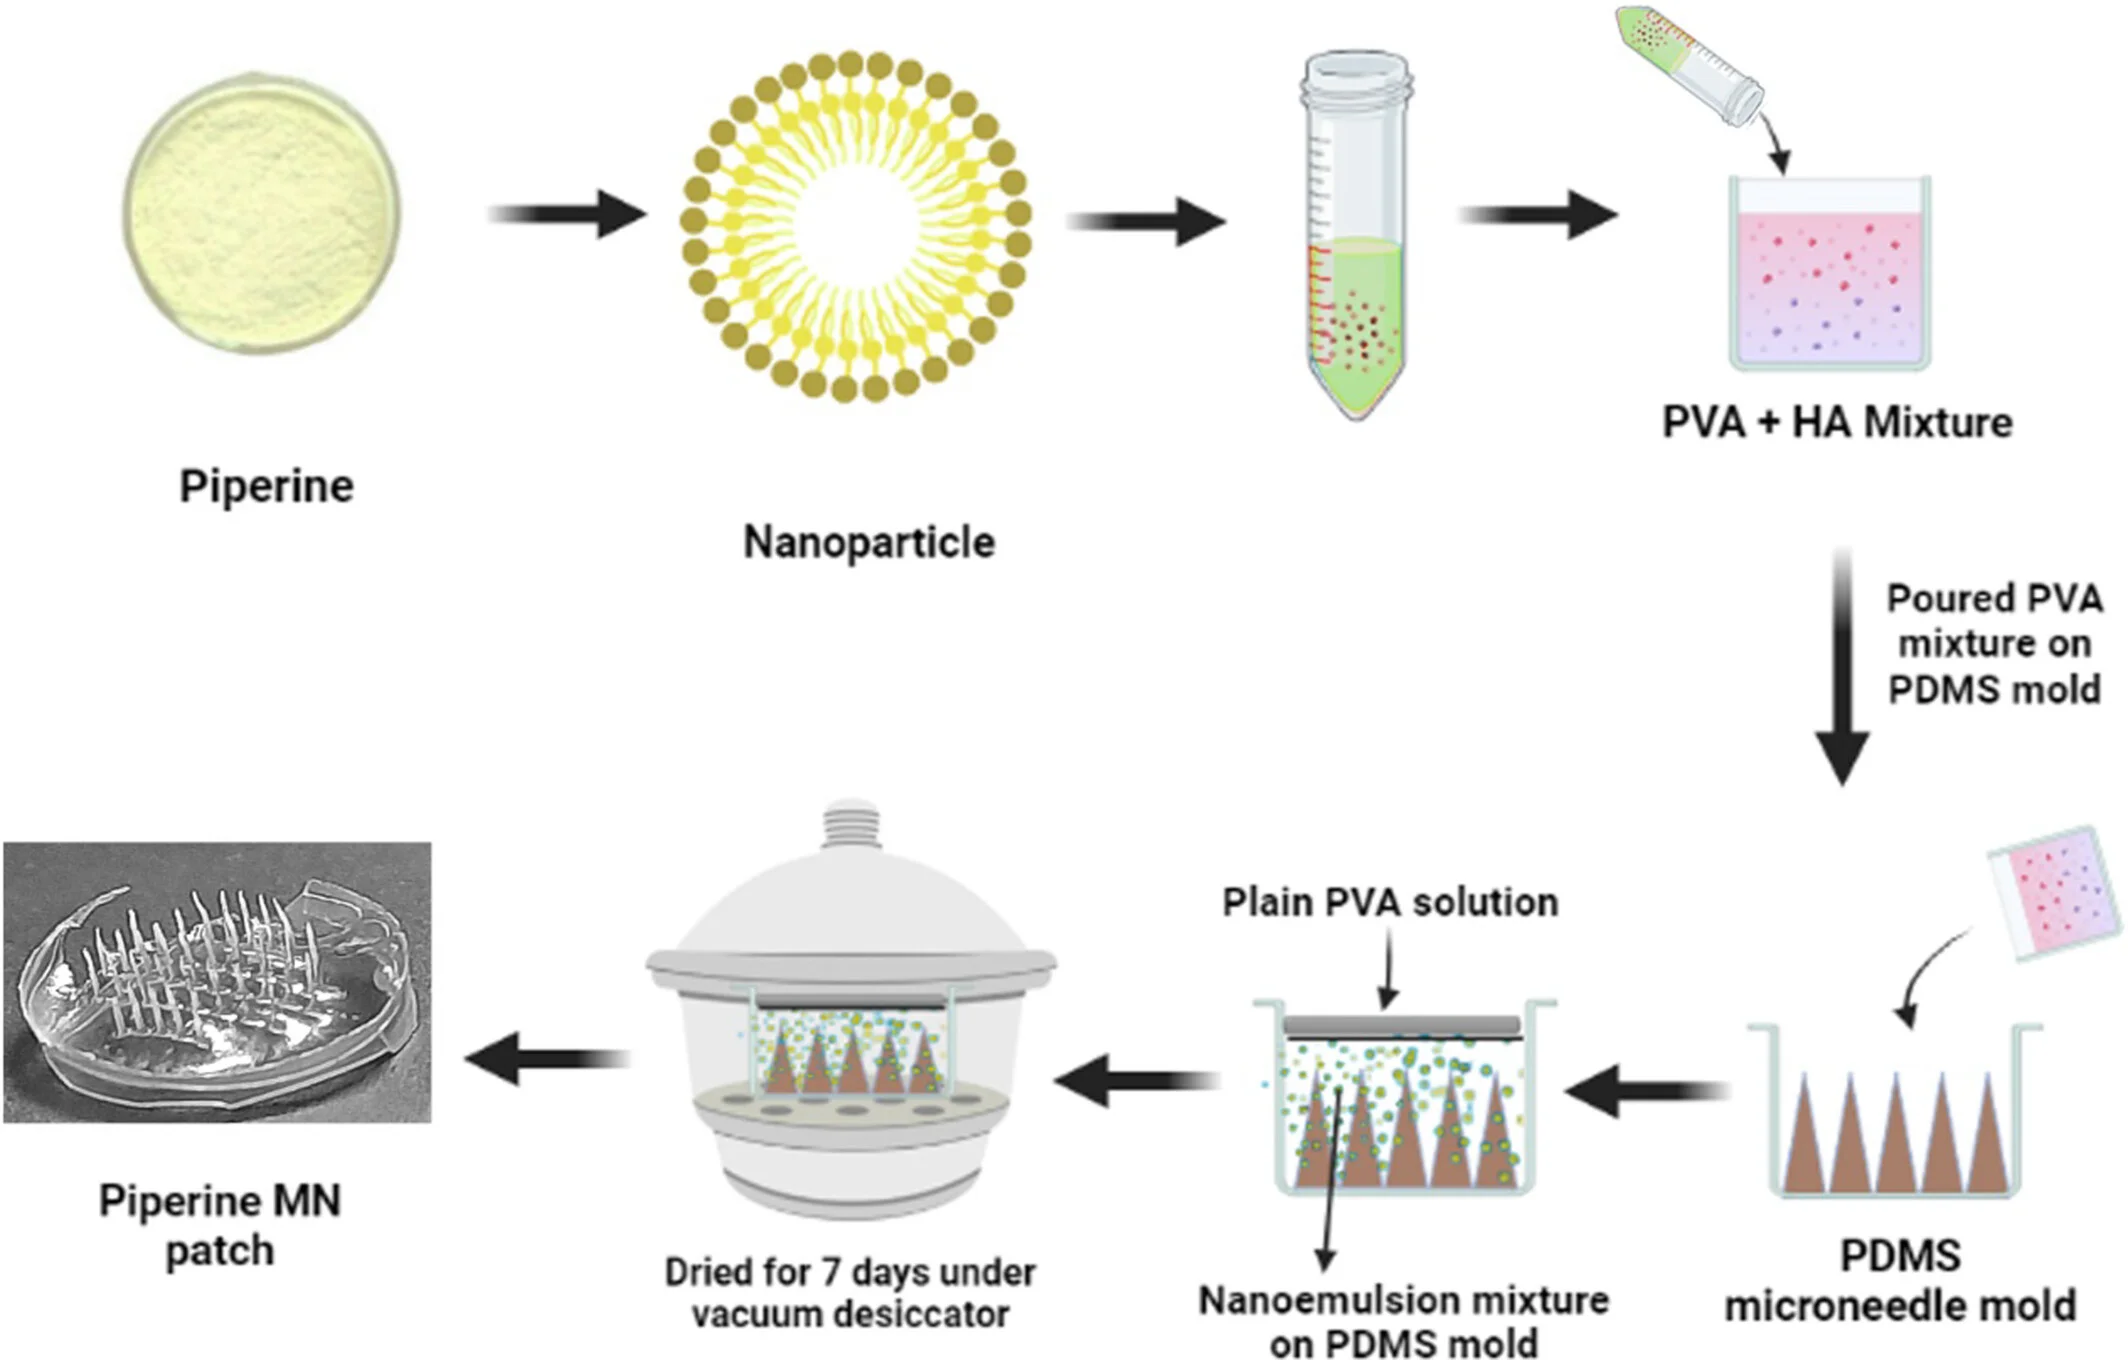 Piperine
Nanoparticle
PVA + HA Mixture
Poured PVA
mixture on
PDMS mold
PDMS
microneedle mold
Plain PVA solution
Nanoemulsion mixture
on PDMS mold
Dried for 7 days under
vacuum desiccator
Piperine MN
patch